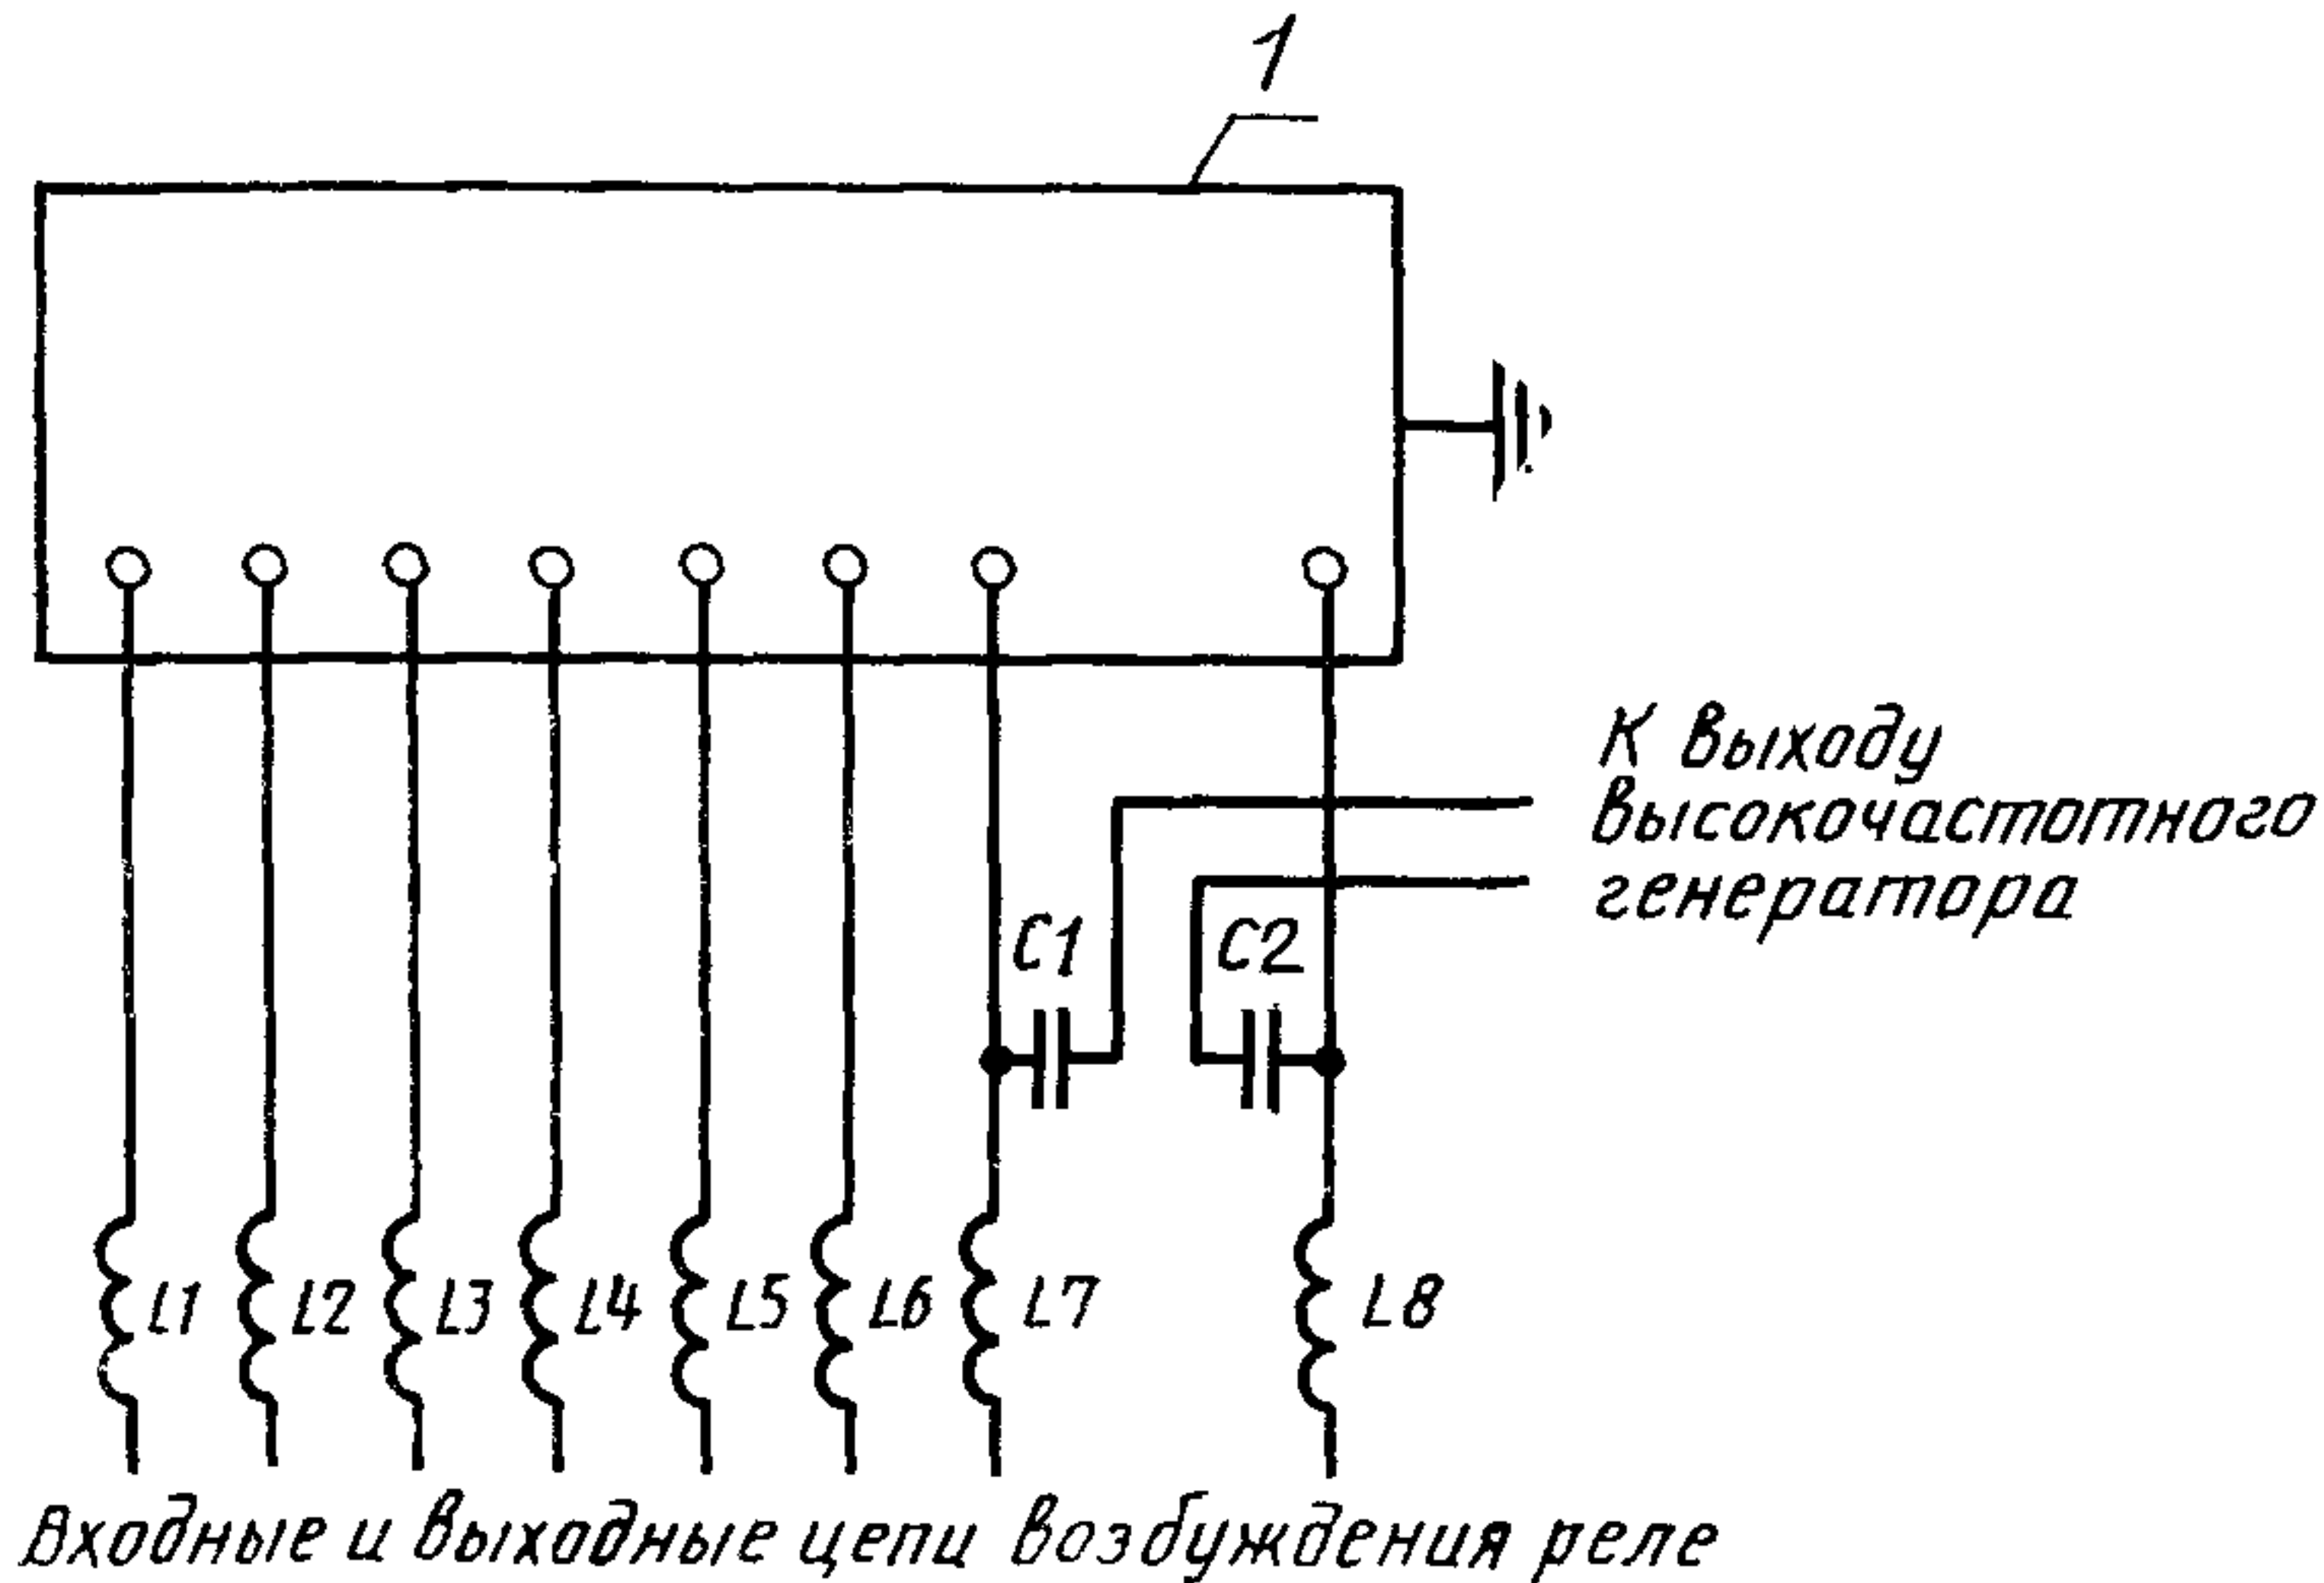 1
К выходу
высокочастотного
генератора
C1 C2
L1 L2 L3 L4 L5 L6 L7 L8
Входные и выходные цепи возбуждения реле